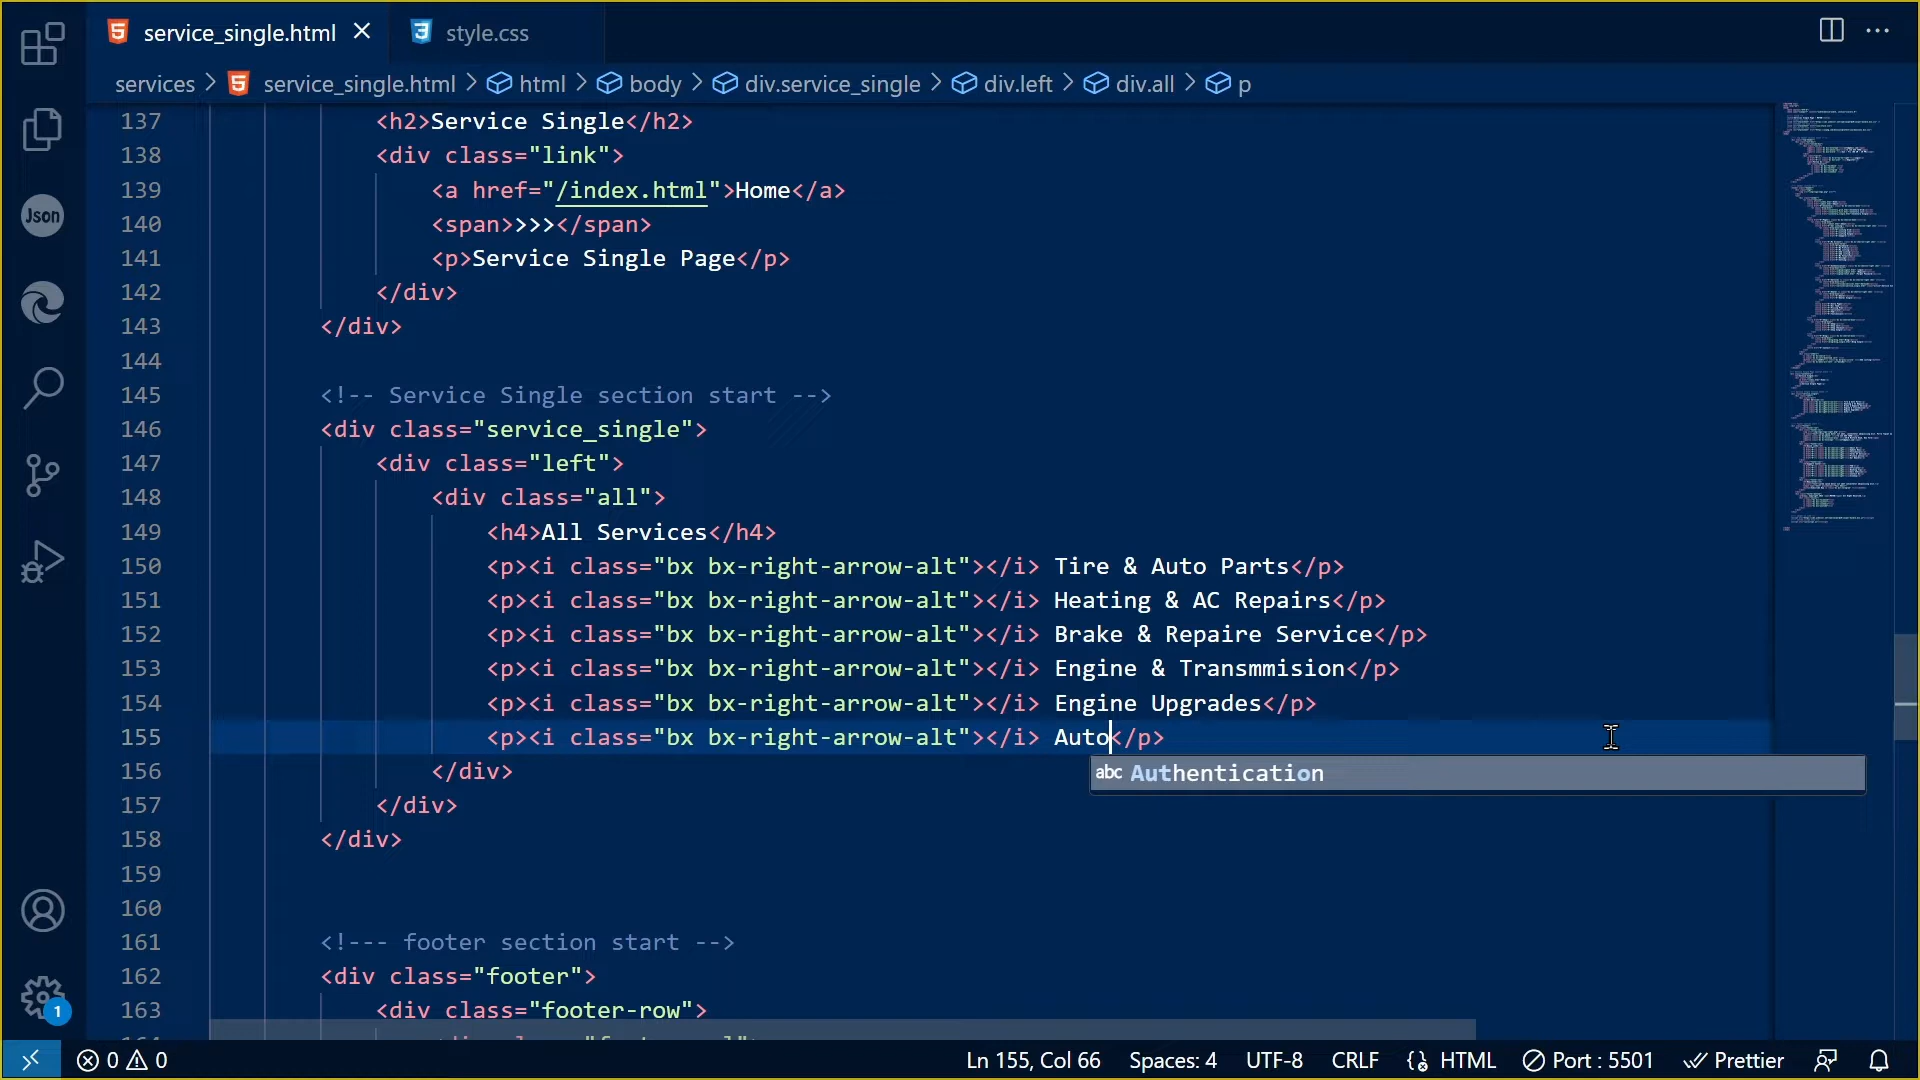 service_single.html
style.css
services > service_single.html > html > body > div.service_single > div.left > div.all > p
137 <h2>Service Single</h2>
138 <div class="link">
139 <a href="/index.html">Home</a>
140 <span>>>></span>
141 <p>Service Single Page</p>
142 </div>
143 </div>
144
145 <!-- Service Single section start -->
146 <div class="service_single">
147 <div class="left">
148 <div class="all">
149 <h4>All Services</h4>
150 <p><i class="bx bx-right-arrow-alt"></i> Tire & Auto Parts</p>
151 <p><i class="bx bx-right-arrow-alt"></i> Heating & AC Repairs</p>
152 <p><i class="bx bx-right-arrow-alt"></i> Brake & Repaire Service</p>
153 <p><i class="bx bx-right-arrow-alt"></i> Engine & Transmmision</p>
154 <p><i class="bx bx-right-arrow-alt"></i> Engine Upgrades</p>
155 <p><i class="bx bx-right-arrow-alt"></i> Auto</p>
156 </div>
abc Authentication
157 </div>
158 </div>
159
160
161 <!--- footer section start -->
162 <div class="footer">
163 <div class="footer-row">
Json
1
0 0 Ln 155, Col 66 Spaces: 4 UTF-8 CRLF HTML Port : 5501 Prettier